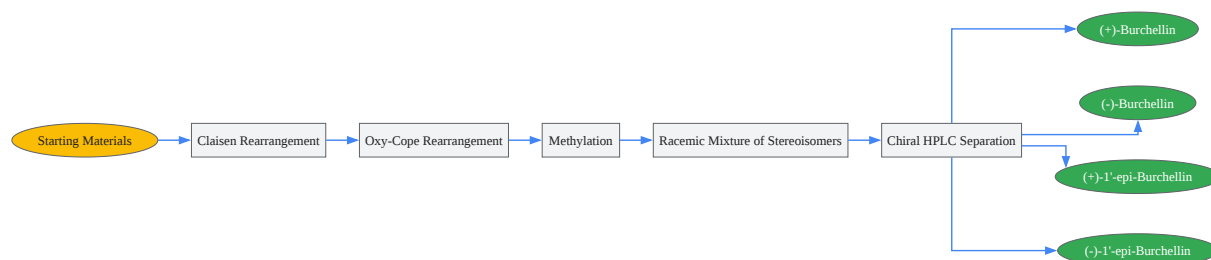 Starting Materials
Claisen Rearrangement
Oxy-Cope Rearrangement
Methylation
Racemic Mixture of Stereoisomers
Chiral HPLC Separation
(+)-Burchellin
(-)-Burchellin
(+)-1'-epi-Burchellin
(-)-1'-epi-Burchellin